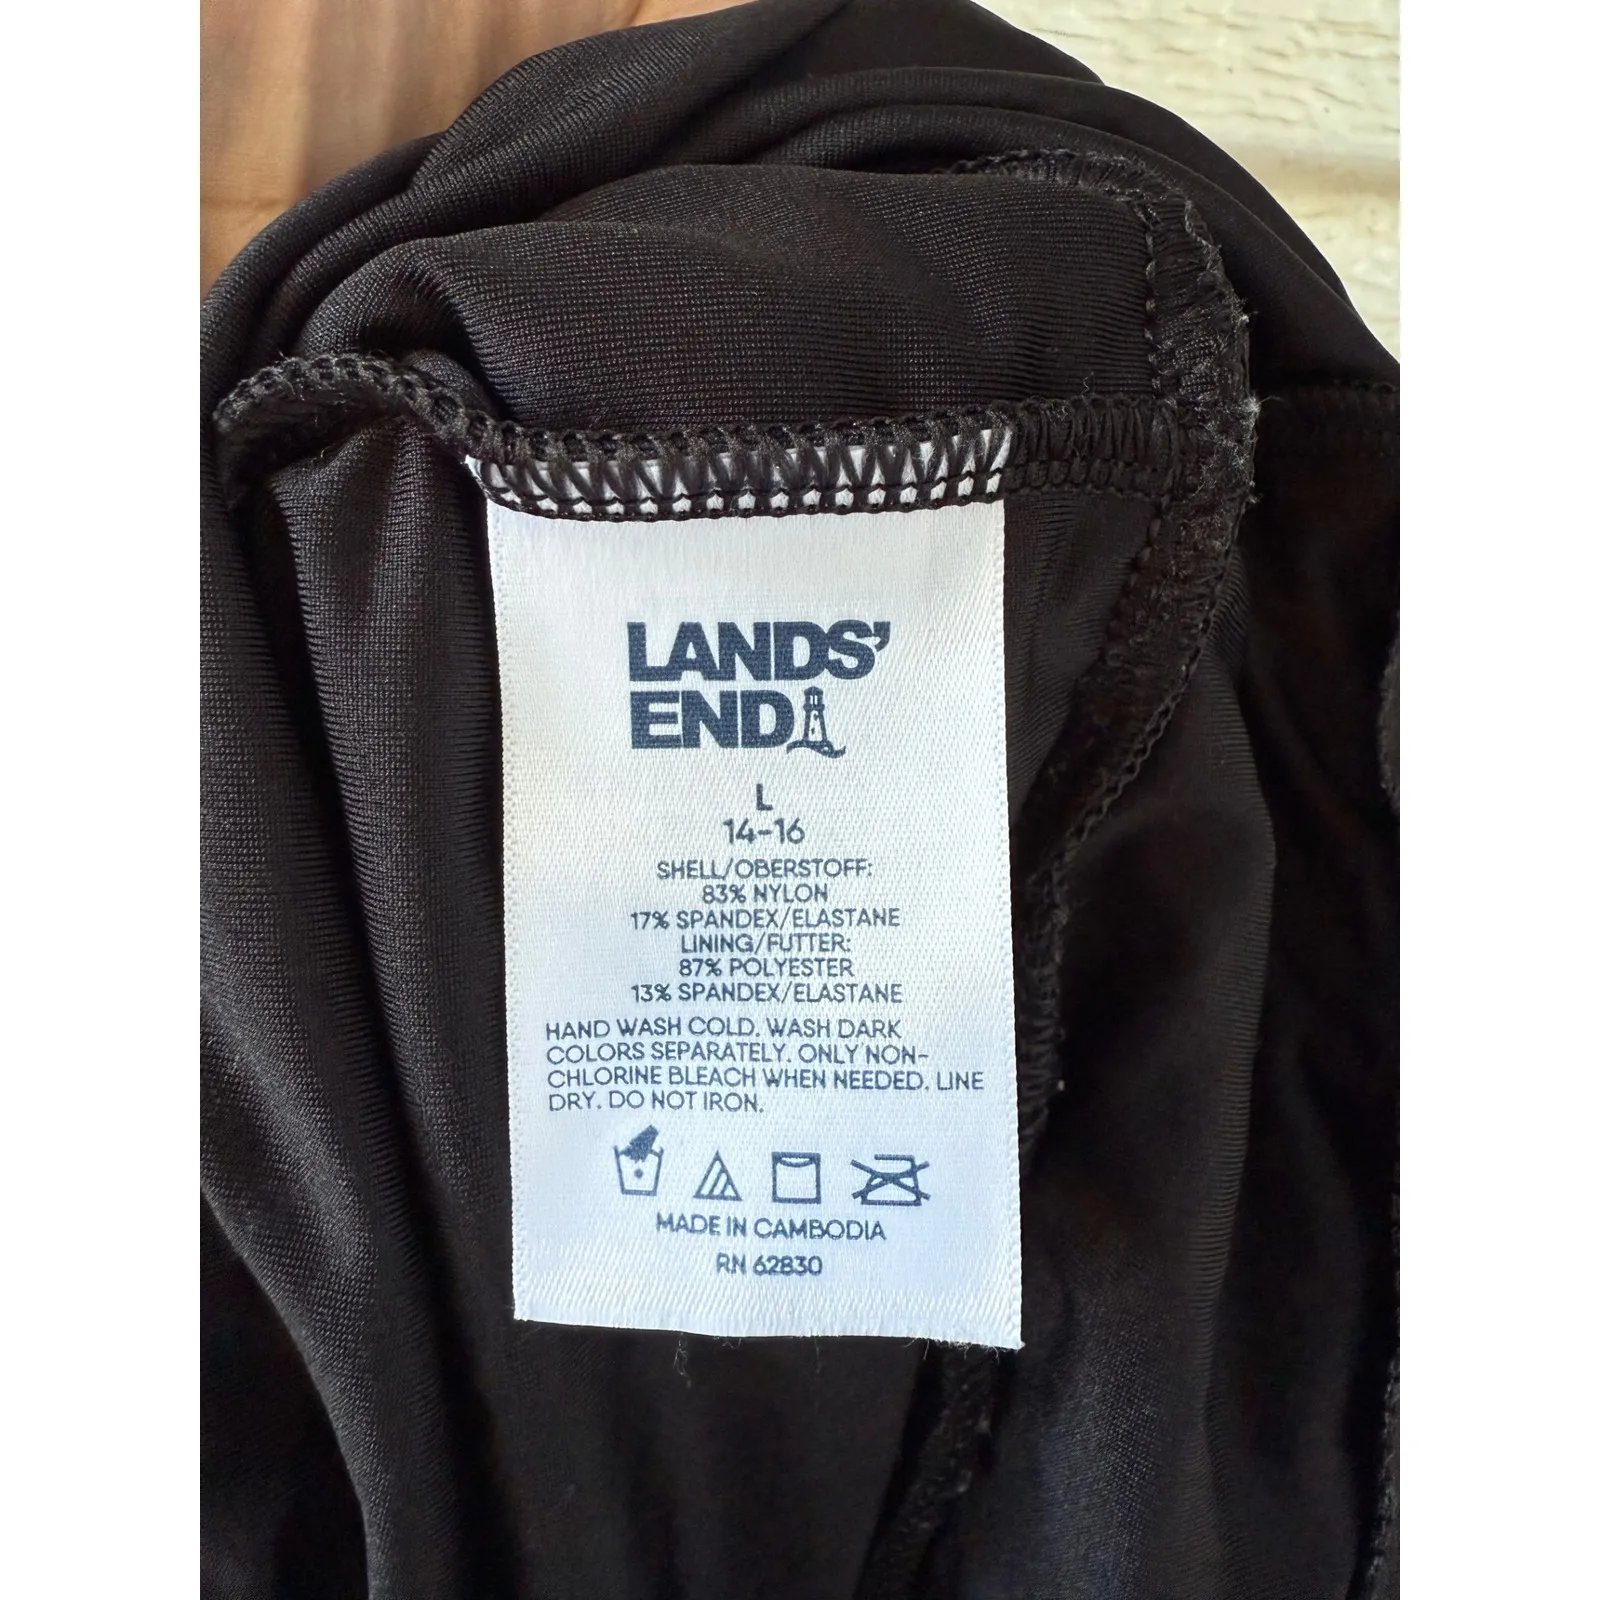 LANDS'
END
L
14-16
SHELL/OBERSTOFF:
83% NYLON
17% SPANDEX/ELASTANE
LINING/FUTTER:
87% POLYESTER
13% SPANDEX/ELASTANE
HAND WASH COLD. WASH DARK
COLORS SEPARATELY. ONLY NON-
CHLORINE BLEACH WHEN NEEDED. LINE
DRY. DO NOT IRON.
MADE IN CAMBODIA
RN 62830